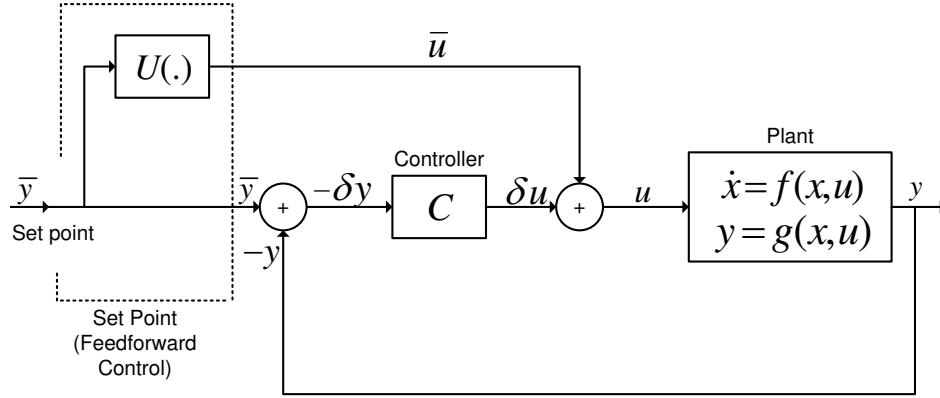 U(.)
u̅
y̅
Set point
y̅
+
−y
−δy
Controller
C
δu
+
u
Plant
ẋ = f(x,u)
y = g(x,u)
y
Set Point
(Feedforward
Control)